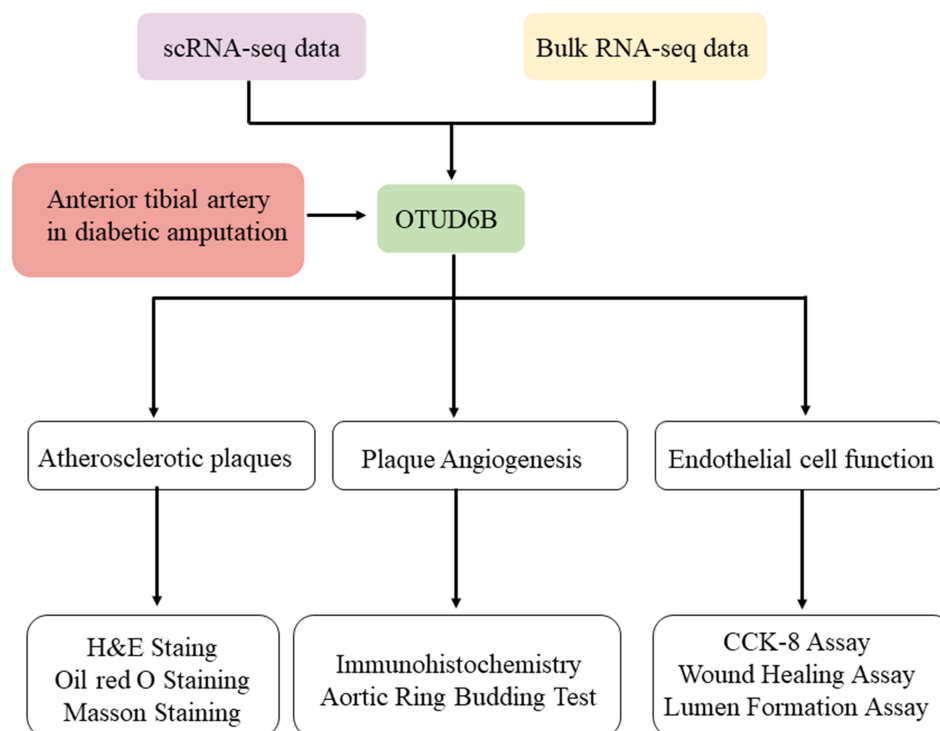 scRNA-seq data
Bulk RNA-seq data
Anterior tibial artery
in diabetic amputation
OTUD6B
Atherosclerotic plaques
Plaque Angiogenesis
Endothelial cell function
H&E Staing
Oil red O Staining
Masson Staining
Immunohistochemistry
Aortic Ring Budding Test
CCK-8 Assay
Wound Healing Assay
Lumen Formation Assay